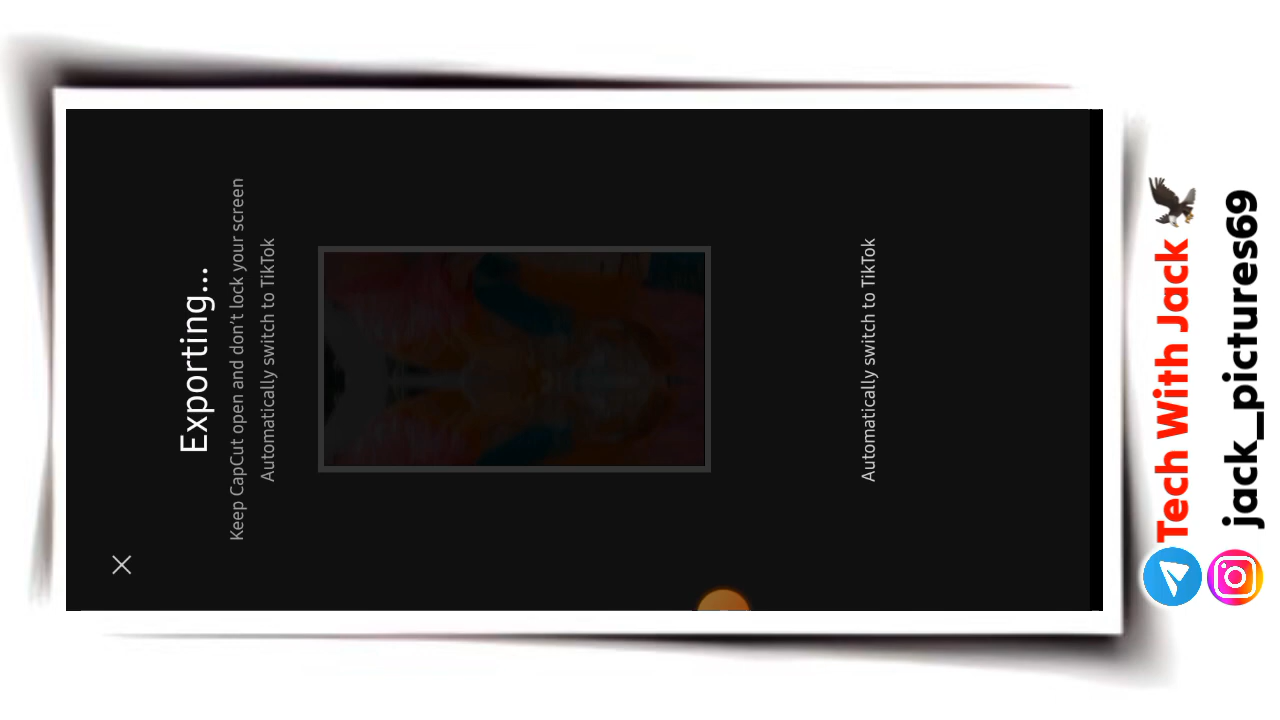 Exporting...
Keep CapCut open and don't lock your screen
Automatically switch to TikTok
Automatically switch to TikTok
Tech With Jack
jack_pictures69